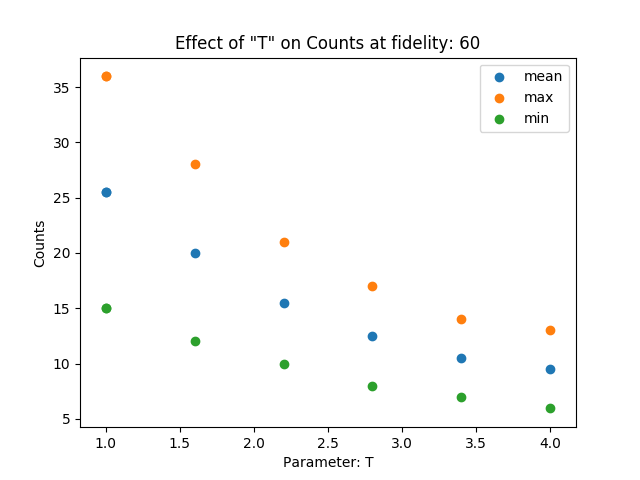 Effect of "T" on Counts at fidelity: 60
mean
max
min
35
30
25
20
15
10
5
Counts
1.0 1.5 2.0 2.5 3.0 3.5 4.0
Parameter: T